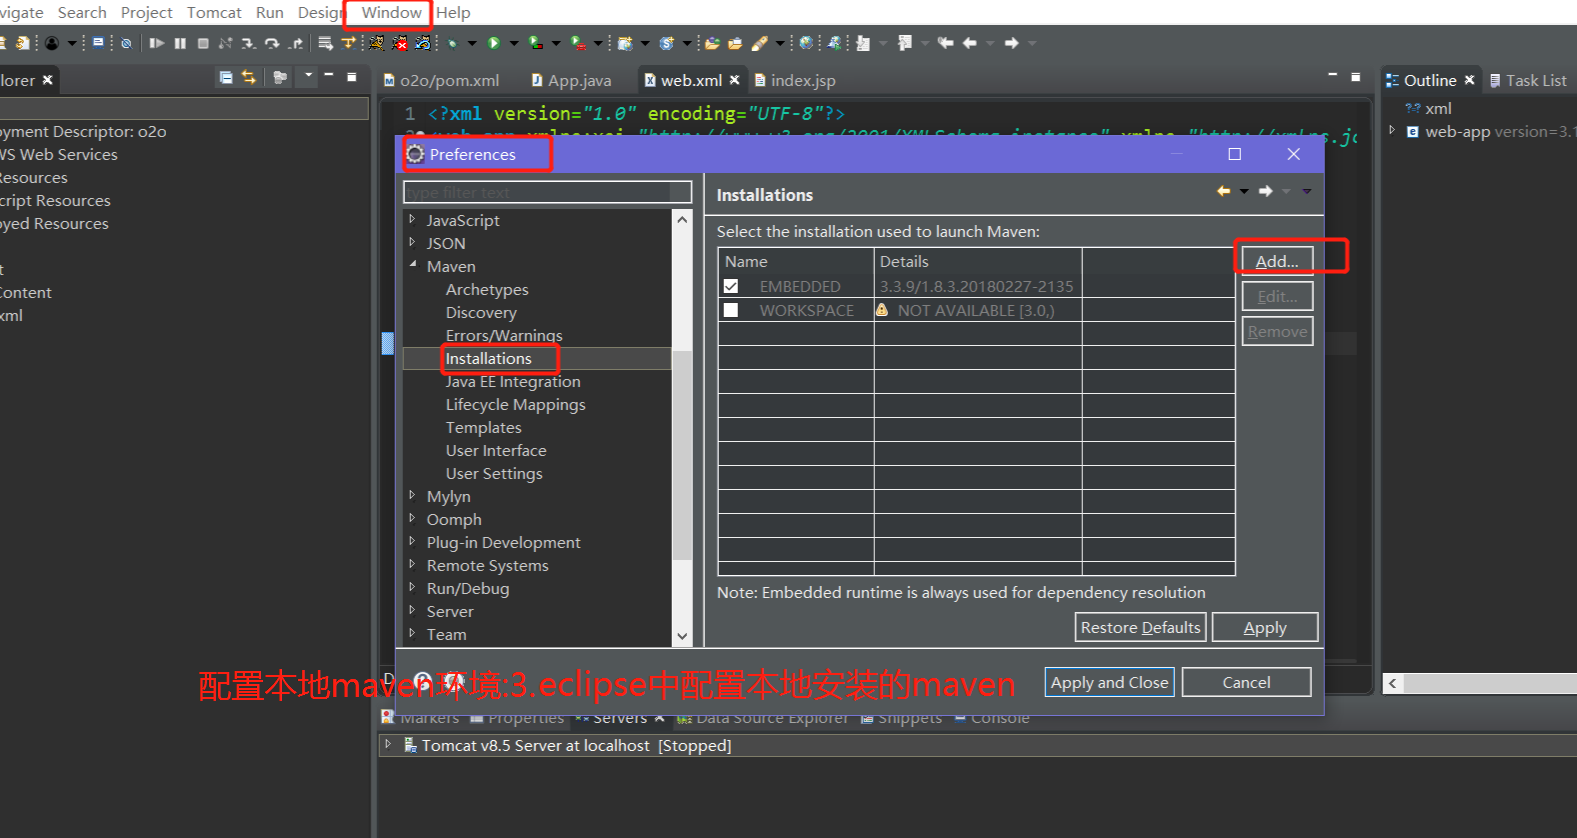 vigate Search Project Tomcat Run Design Window Help
lorer
o2o/pom.xml App.java web.xml index.jsp
Outline Task List
1 <?xml version="1.0" encoding="UTF-8"?>
xml
web-app version=3.1
oyment Descriptor: o2o
WS Web Services
Resources
cript Resources
oyed Resources
t
Content
xml
Preferences
type filter text
JavaScript
JSON
Maven
Archetypes
Discovery
Errors/Warnings
Installations
Java EE Integration
Lifecycle Mappings
Templates
User Interface
User Settings
Mylyn
Oomph
Plug-in Development
Remote Systems
Run/Debug
Server
Team
Installations
Select the installation used to launch Maven:
Name Details
EMBEDDED 3.3.9/1.8.3.20180227-2135
WORKSPACE NOT AVAILABLE [3.0,)
Add...
Edit...
Remove
Note: Embedded runtime is always used for dependency resolution
Restore Defaults Apply
Apply and Close Cancel
配置本地maven环境:3.eclipse中配置本地安装的maven
Markers Properties Servers Data Source Explorer Snippets Console
Tomcat v8.5 Server at localhost [Stopped]